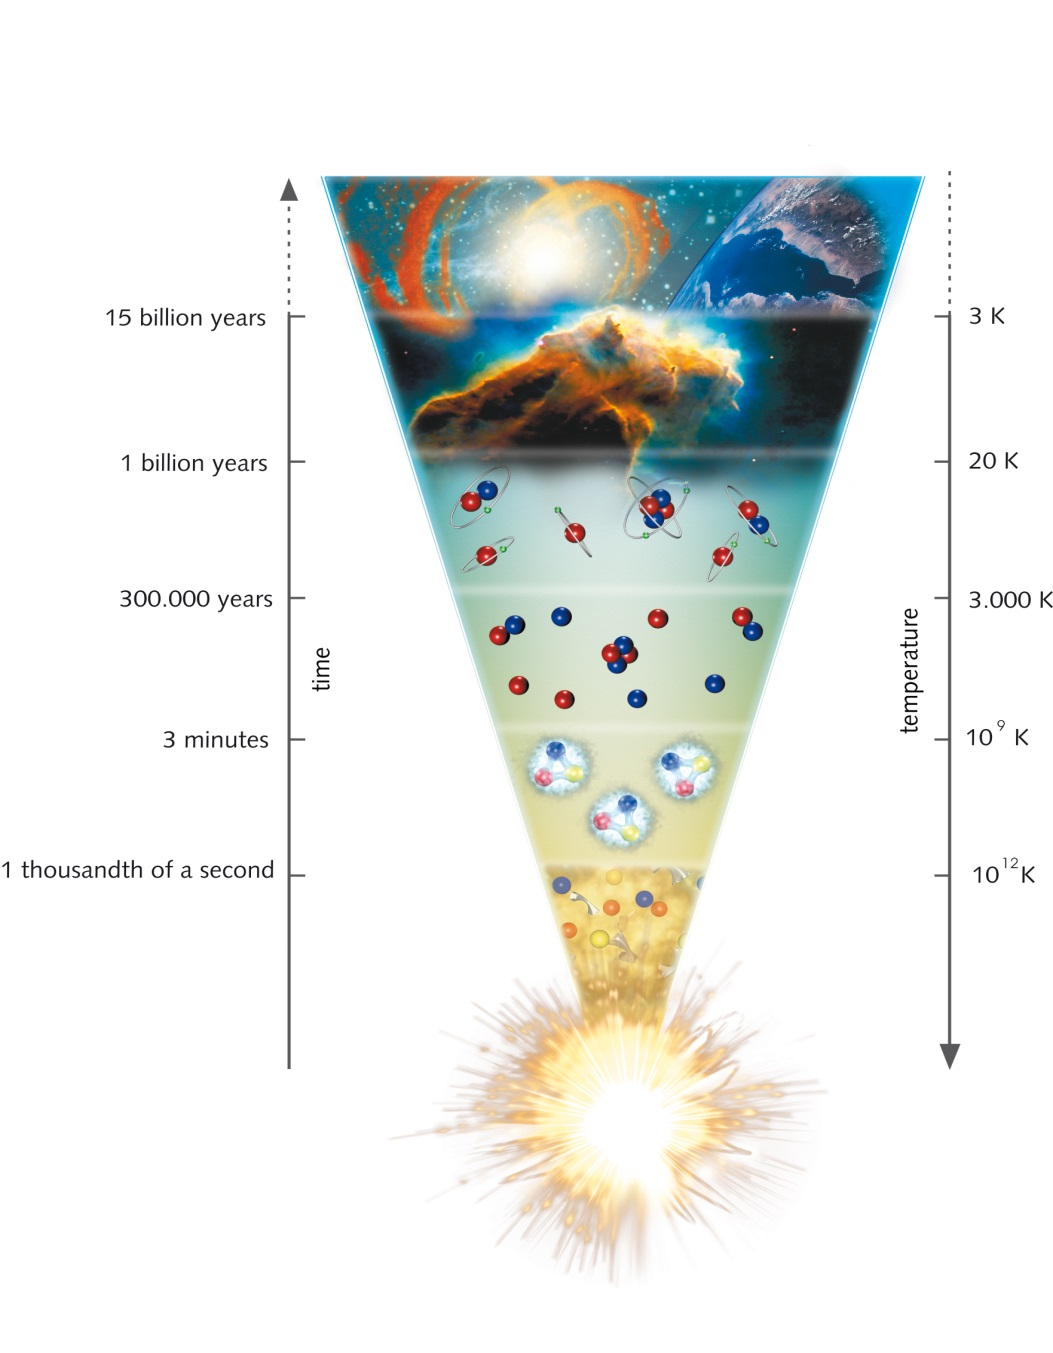 15 billion years
3 K
1 billion years
20 K
300.000 years
3.000 K
time
temperature
3 minutes
10⁹ K
1 thousandth of a second
10¹² K